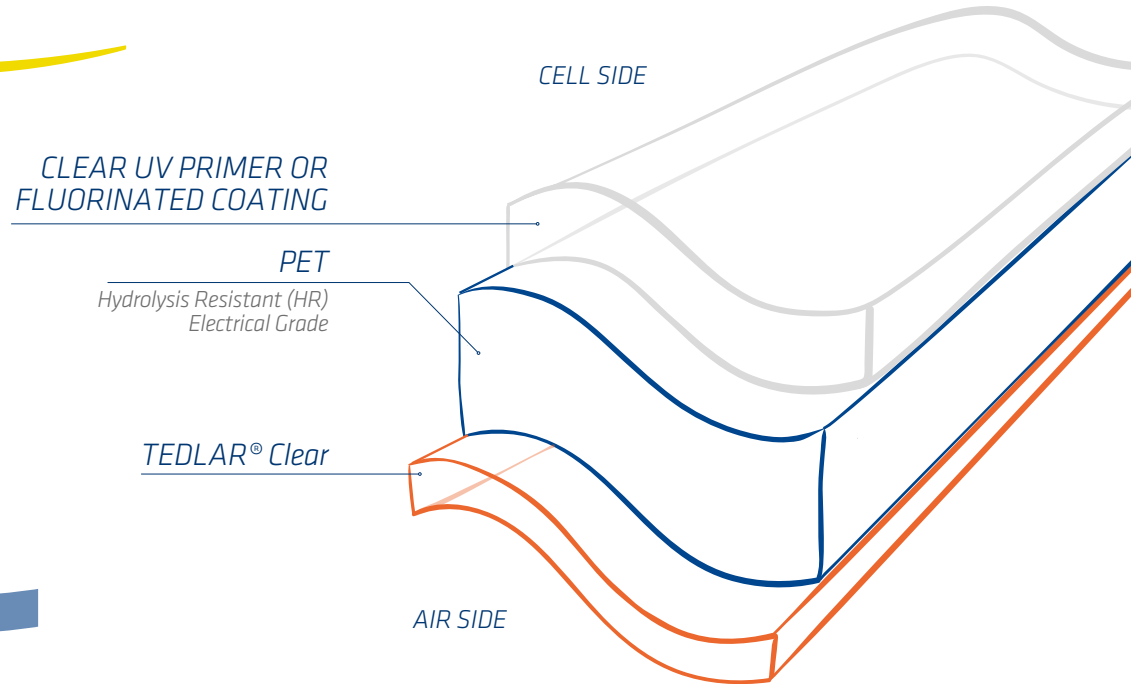 CELL SIDE
CLEAR UV PRIMER OR
FLUORINATED COATING
PET
Hydrolysis Resistant (HR)
Electrical Grade
TEDLAR® Clear
AIR SIDE